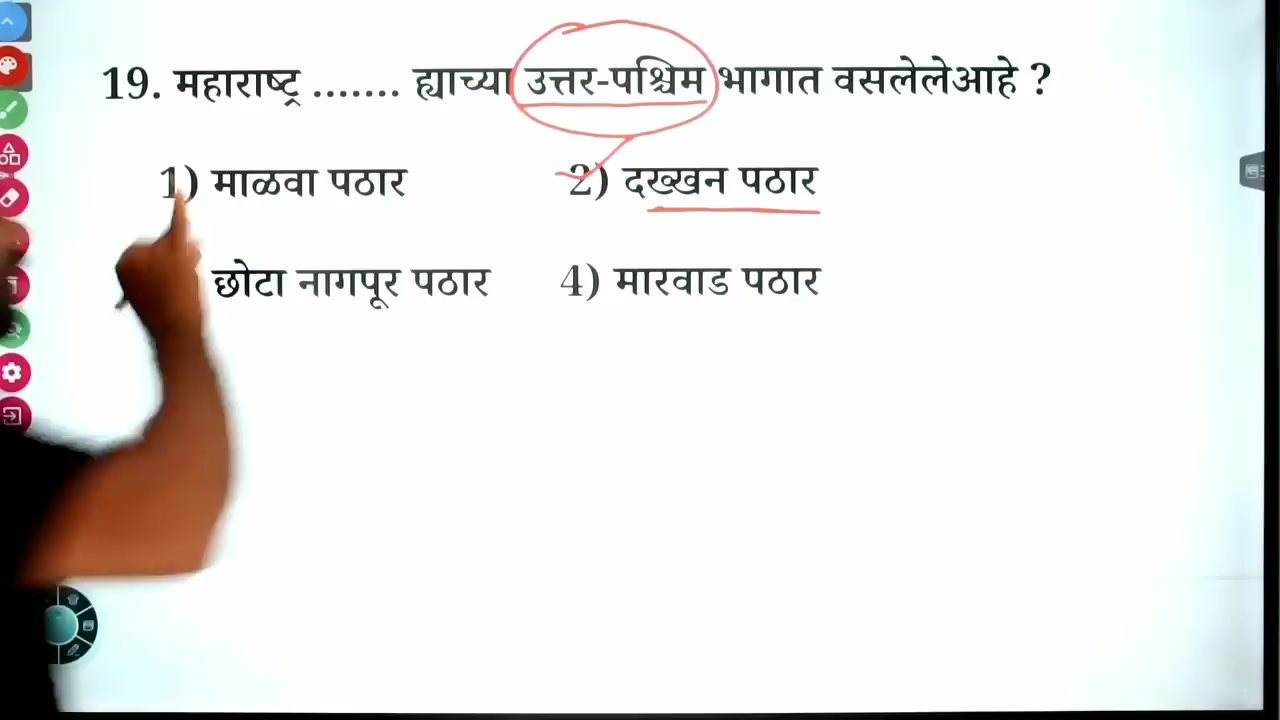 19. महाराष्ट्र ....... ह्याच्या उत्तर-पश्चिम भागात वसलेलेआहे ?
1) माळवा पठार 2) दख्खन पठार
छोटा नागपूर पठार 4) मारवाड पठार